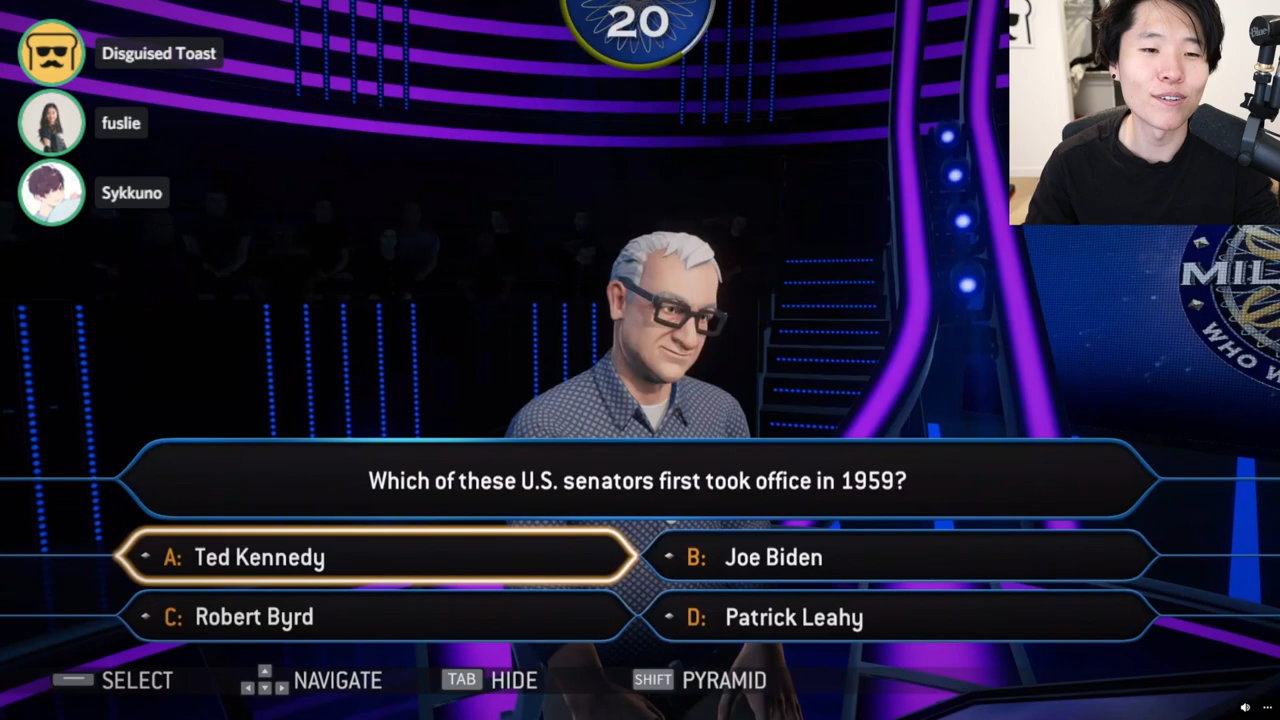 20
Disguised Toast
fuslie
Sykkuno
Blue
MIL
WHO W
Which of these U.S. senators first took office in 1959?
A: Ted Kennedy
B: Joe Biden
C: Robert Byrd
D: Patrick Leahy
SELECT
NAVIGATE
TAB HIDE
SHIFT PYRAMID